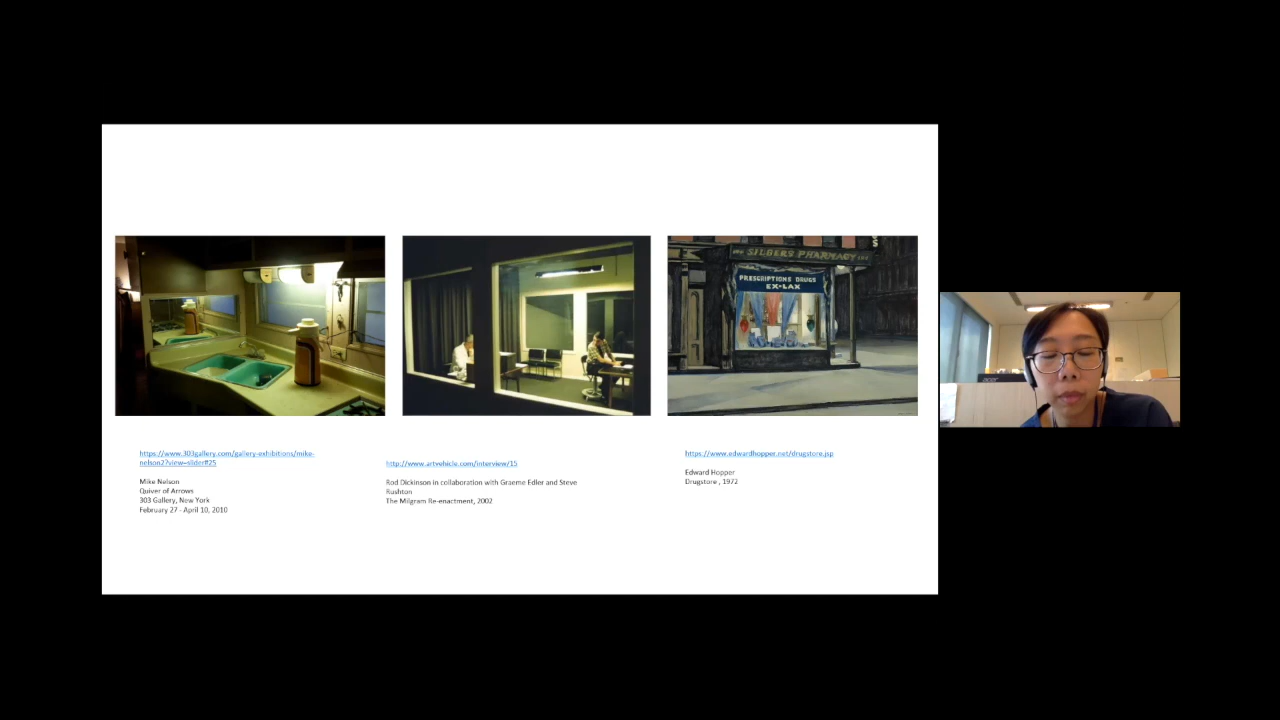 SILBERS PHARMACY
PRESCRIPTIONS DRUGS
EX-LAX
https://www.303gallery.com/gallery-exhibitions/mike-
nelson2?view=slider#25
Mike Nelson
Quiver of Arrows
303 Gallery, New York
February 27 - April 10, 2010
http://www.artvehicle.com/interview/15
Rod Dickinson in collaboration with Graeme Edler and Steve
Rushton
The Milgram Re-enactment, 2002
https://www.edwardhopper.net/drugstore.jsp
Edward Hopper
Drugstore , 1972
acer